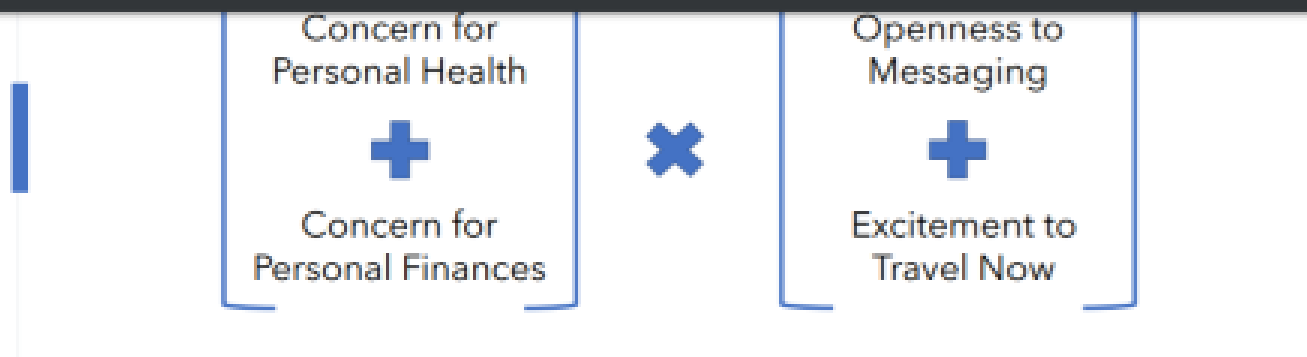 Concern for
Personal Health
Concern for
Personal Finances
Openness to
Messaging
Excitement to
Travel Now